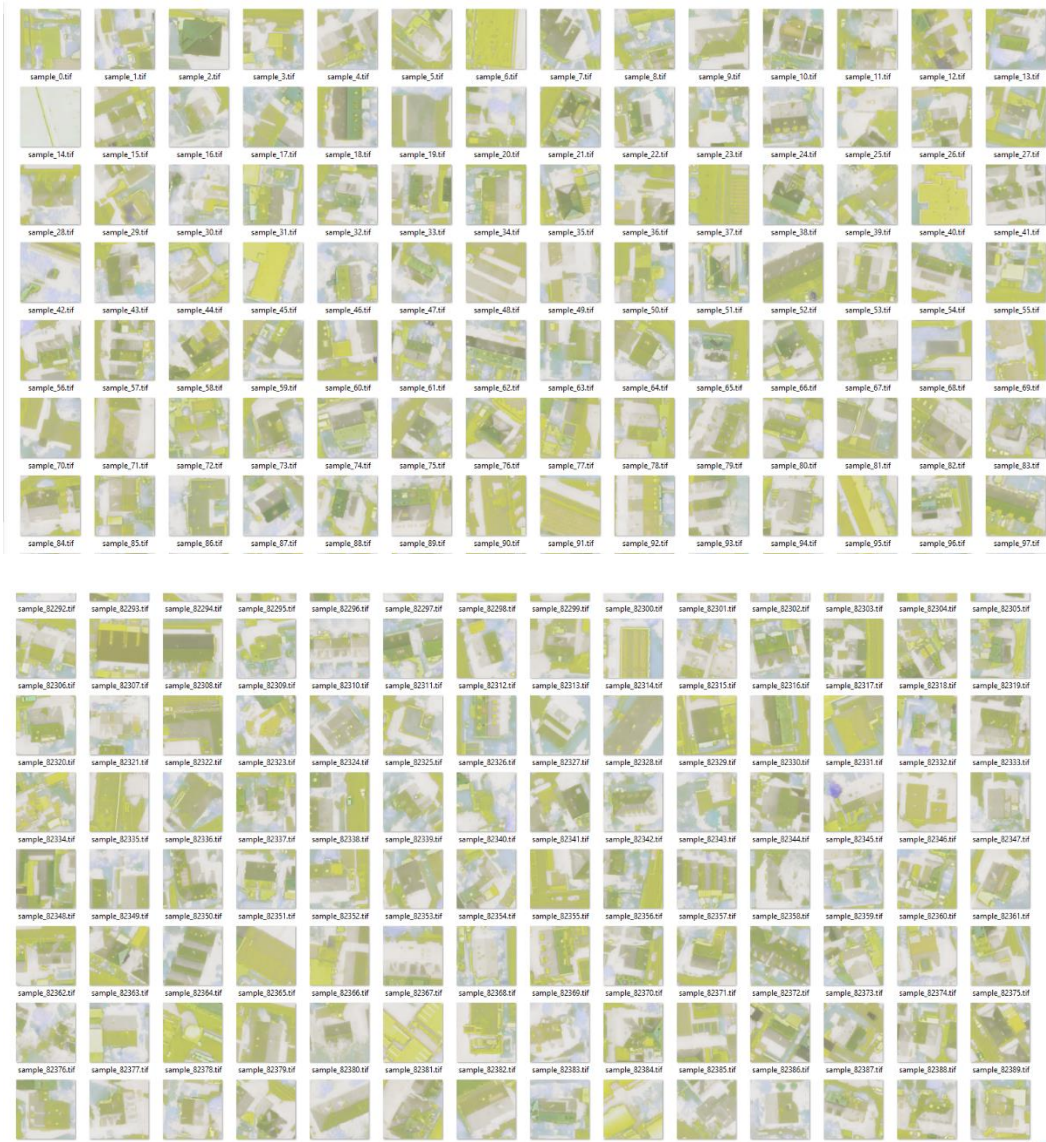 sample_0.tif sample_1.tif sample_2.tif sample_3.tif sample_4.tif sample_5.tif sample_6.tif sample_7.tif sample_8.tif sample_9.tif sample_10.tif sample_11.tif sample_12.tif sample_13.tif
sample_14.tif sample_15.tif sample_16.tif sample_17.tif sample_18.tif sample_19.tif sample_20.tif sample_21.tif sample_22.tif sample_23.tif sample_24.tif sample_25.tif sample_26.tif sample_27.tif
sample_28.tif sample_29.tif sample_30.tif sample_31.tif sample_32.tif sample_33.tif sample_34.tif sample_35.tif sample_36.tif sample_37.tif sample_38.tif sample_39.tif sample_40.tif sample_41.tif
sample_42.tif sample_43.tif sample_44.tif sample_45.tif sample_46.tif sample_47.tif sample_48.tif sample_49.tif sample_50.tif sample_51.tif sample_52.tif sample_53.tif sample_54.tif sample_55.tif
sample_56.tif sample_57.tif sample_58.tif sample_59.tif sample_60.tif sample_61.tif sample_62.tif sample_63.tif sample_64.tif sample_65.tif sample_66.tif sample_67.tif sample_68.tif sample_69.tif
sample_70.tif sample_71.tif sample_72.tif sample_73.tif sample_74.tif sample_75.tif sample_76.tif sample_77.tif sample_78.tif sample_79.tif sample_80.tif sample_81.tif sample_82.tif sample_83.tif
sample_84.tif sample_85.tif sample_86.tif sample_87.tif sample_88.tif sample_89.tif sample_90.tif sample_91.tif sample_92.tif sample_93.tif sample_94.tif sample_95.tif sample_96.tif sample_97.tif
sample_82292.tif sample_82293.tif sample_82294.tif sample_82295.tif sample_82296.tif sample_82297.tif sample_82298.tif sample_82299.tif sample_82300.tif sample_82301.tif sample_82302.tif sample_82303.tif sample_82304.tif sample_82305.tif
sample_82306.tif sample_82307.tif sample_82308.tif sample_82309.tif sample_82310.tif sample_82311.tif sample_82312.tif sample_82313.tif sample_82314.tif sample_82315.tif sample_82316.tif sample_82317.tif sample_82318.tif sample_82319.tif
sample_82320.tif sample_82321.tif sample_82322.tif sample_82323.tif sample_82324.tif sample_82325.tif sample_82326.tif sample_82327.tif sample_82328.tif sample_82329.tif sample_82330.tif sample_82331.tif sample_82332.tif sample_82333.tif
sample_82334.tif sample_82335.tif sample_82336.tif sample_82337.tif sample_82338.tif sample_82339.tif sample_82340.tif sample_82341.tif sample_82342.tif sample_82343.tif sample_82344.tif sample_82345.tif sample_82346.tif sample_82347.tif
sample_82348.tif sample_82349.tif sample_82350.tif sample_82351.tif sample_82352.tif sample_82353.tif sample_82354.tif sample_82355.tif sample_82356.tif sample_82357.tif sample_82358.tif sample_82359.tif sample_82360.tif sample_82361.tif
sample_82362.tif sample_82363.tif sample_82364.tif sample_82365.tif sample_82366.tif sample_82367.tif sample_82368.tif sample_82369.tif sample_82370.tif sample_82371.tif sample_82372.tif sample_82373.tif sample_82374.tif sample_82375.tif
sample_82376.tif sample_82377.tif sample_82378.tif sample_82379.tif sample_82380.tif sample_82381.tif sample_82382.tif sample_82383.tif sample_82384.tif sample_82385.tif sample_82386.tif sample_82387.tif sample_82388.tif sample_82389.tif